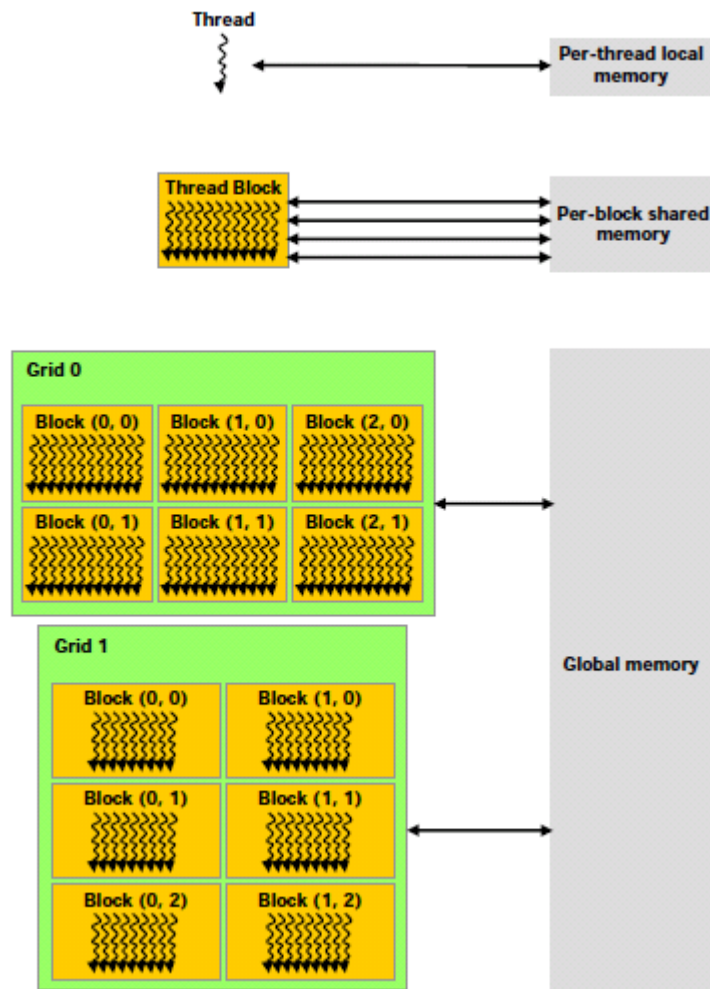 Thread
Per-thread local
memory
Thread Block
Per-block shared
memory
Grid 0
Block (0, 0)
Block (1, 0)
Block (2, 0)
Block (0, 1)
Block (1, 1)
Block (2, 1)
Grid 1
Block (0, 0)
Block (1, 0)
Block (0, 1)
Block (1, 1)
Block (0, 2)
Block (1, 2)
Global memory